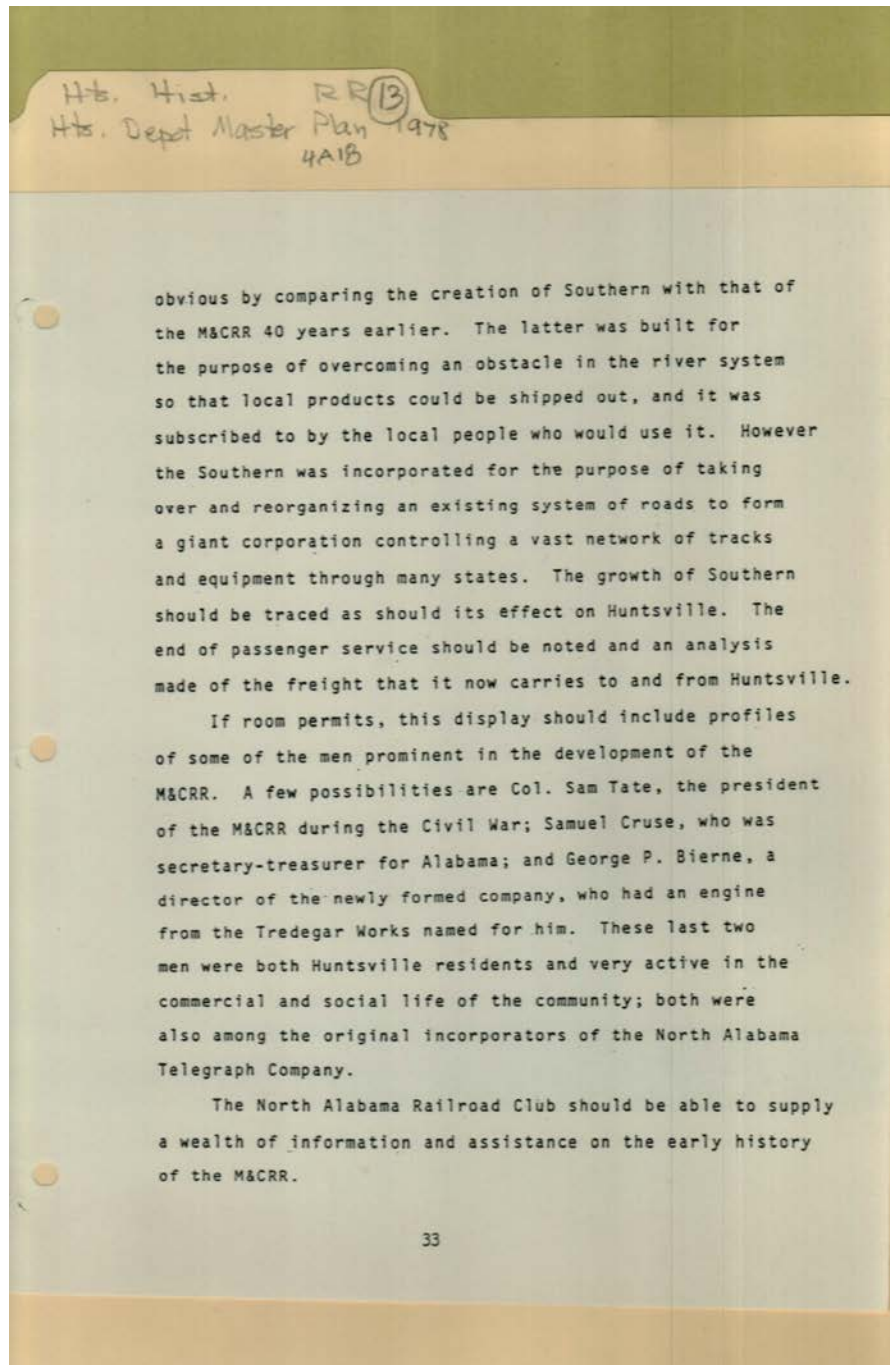 Hts. Hist. RR 13
Hts. Depot Master Plan 1978
4A1B
obvious by comparing the creation of Southern with that of
the M&CRR 40 years earlier. The latter was built for
the purpose of overcoming an obstacle in the river system
so that local products could be shipped out, and it was
subscribed to by the local people who would use it. However
the Southern was incorporated for the purpose of taking
over and reorganizing an existing system of roads to form
a giant corporation controlling a vast network of tracks
and equipment through many states. The growth of Southern
should be traced as should its effect on Huntsville. The
end of passenger service should be noted and an analysis
made of the freight that it now carries to and from Huntsville.
If room permits, this display should include profiles
of some of the men prominent in the development of the
M&CRR. A few possibilities are Col. Sam Tate, the president
of the M&CRR during the Civil War; Samuel Cruse, who was
secretary-treasurer for Alabama; and George P. Bierne, a
director of the newly formed company, who had an engine
from the Tredegar Works named for him. These last two
men were both Huntsville residents and very active in the
commercial and social life of the community; both were
also among the original incorporators of the North Alabama
Telegraph Company.
The North Alabama Railroad Club should be able to supply
a wealth of information and assistance on the early history
of the M&CRR.
33